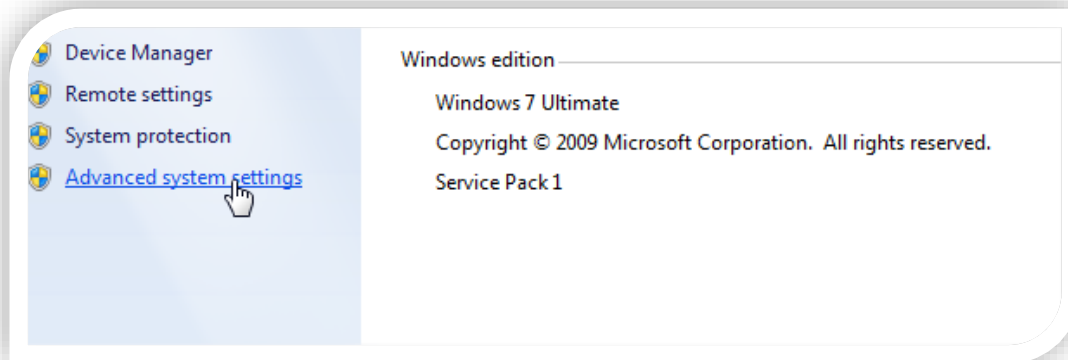 Device Manager
Remote settings
System protection
Advanced system settings
Windows edition
Windows 7 Ultimate
Copyright © 2009 Microsoft Corporation.  All rights reserved.
Service Pack 1